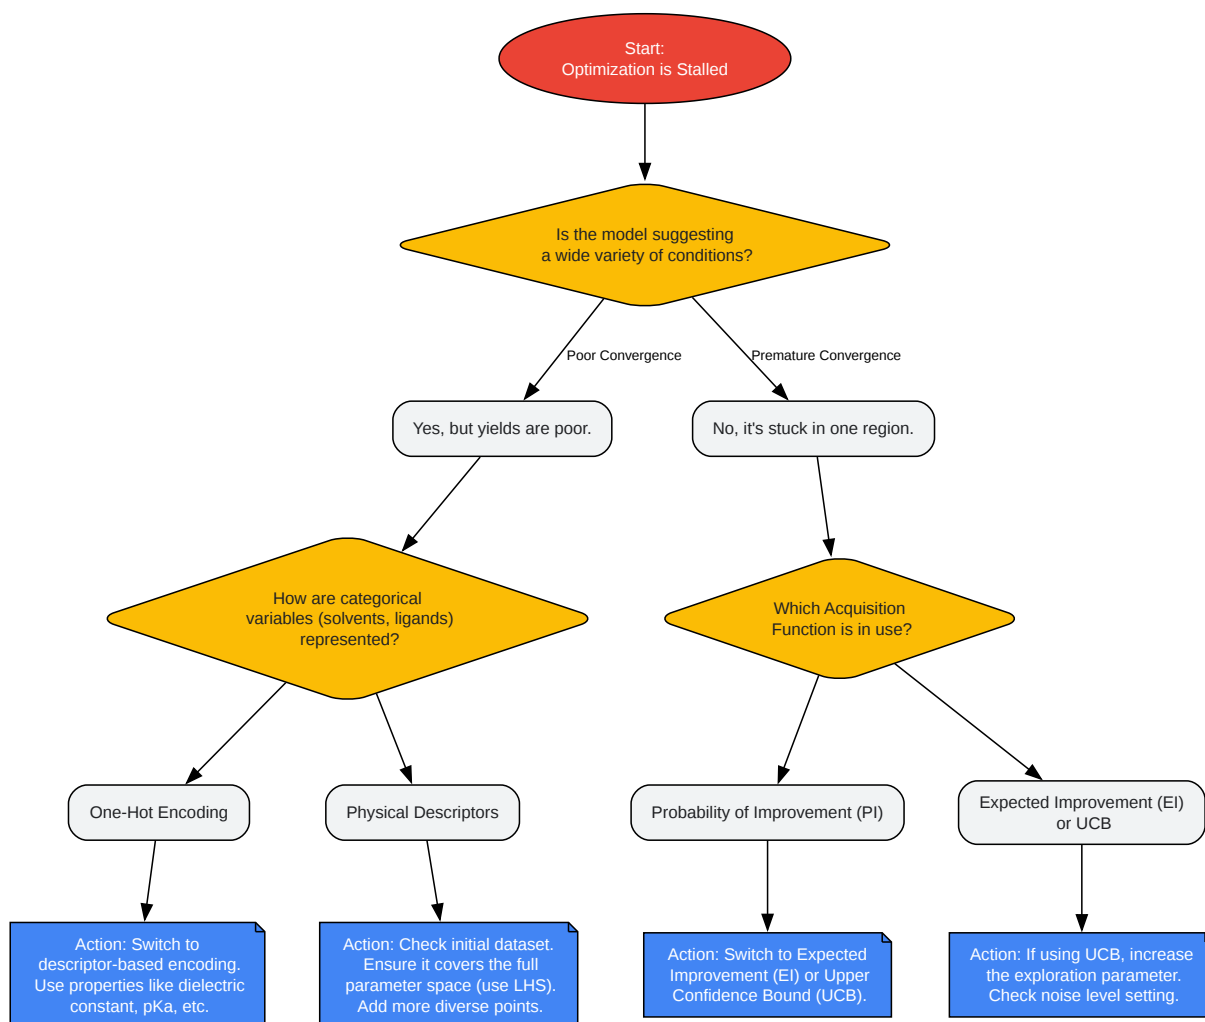 Start:
Optimization is Stalled
Is the model suggesting
a wide variety of conditions?
Poor Convergence
Premature Convergence
Yes, but yields are poor.
No, it's stuck in one region.
How are categorical
variables (solvents, ligands)
represented?
Which Acquisition
Function is in use?
One-Hot Encoding
Physical Descriptors
Probability of Improvement (PI)
Expected Improvement (EI)
or UCB
Action: Switch to
descriptor-based encoding.
Use properties like dielectric
constant, pKa, etc.
Action: Check initial dataset.
Ensure it covers the full
parameter space (use LHS).
Add more diverse points.
Action: Switch to Expected
Improvement (EI) or Upper
Confidence Bound (UCB).
Action: If using UCB, increase
the exploration parameter.
Check noise level setting.